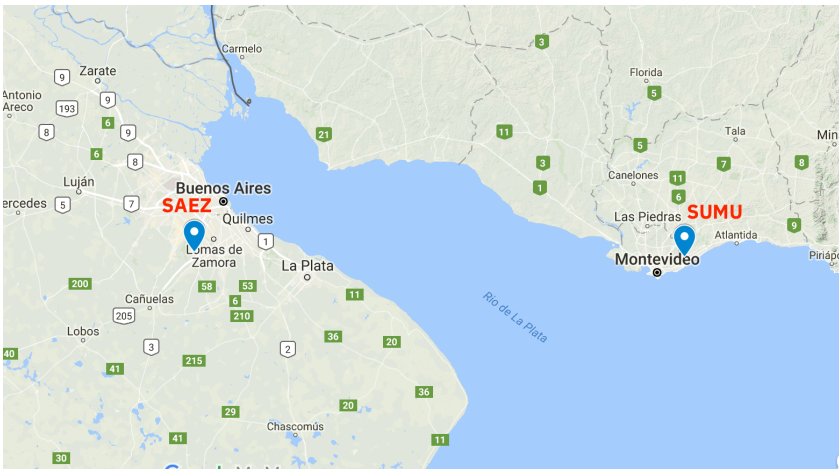 Carmelo
3
Zarate
9
Antonio
Areco
193
9
8
6
9
6
8
Luján
ercedes
5
7
Buenos Aires
SAEZ
Quilmes
1
Lomas de
Zamora
La Plata
200
58
53
6
210
Cañuelas
205
Lobos
3
40
41
215
2
11
36
20
36
29
20
Chascomús
41
11
30
21
11
3
1
Río de La Plata
Florida
5
Tala
Min
5
Canelones
11
7
8
6
Las Piedras
SUMU
9
Atlantida
Montevideo
Piriáp